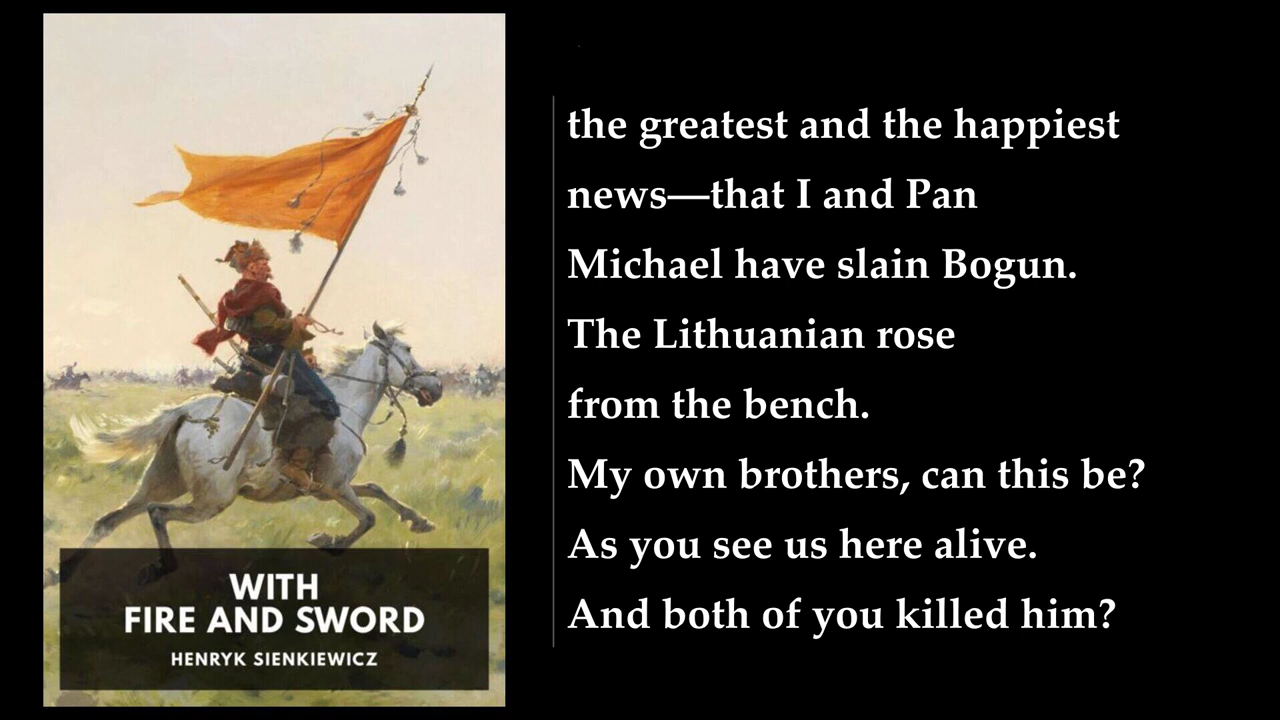 WITH
FIRE AND SWORD
HENRYK SIENKIEWICZ
the greatest and the happiest
news—that I and Pan
Michael have slain Bogun.
The Lithuanian rose
from the bench.
My own brothers, can this be?
As you see us here alive.
And both of you killed him?